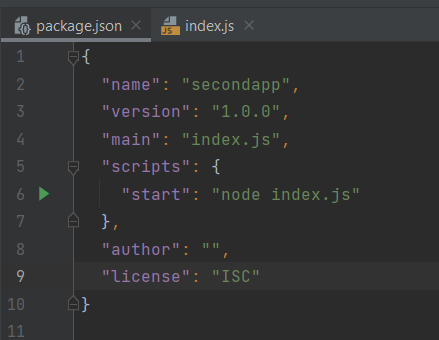 package.json index.js
1 {
2 "name": "secondapp",
3 "version": "1.0.0",
4 "main": "index.js",
5 "scripts": {
6 "start": "node index.js"
7 },
8 "author": "",
9 "license": "ISC"
10 }
11